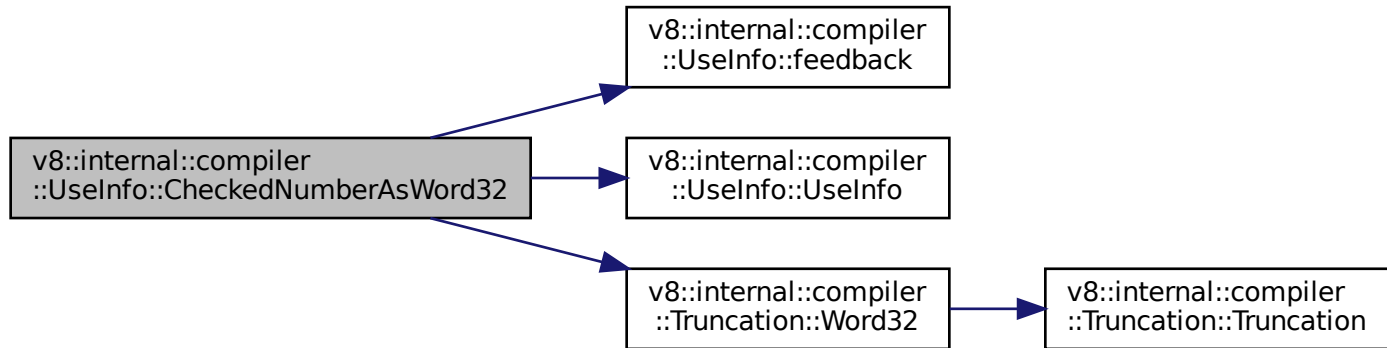 v8::internal::compiler
::UseInfo::feedback
v8::internal::compiler
::UseInfo::CheckedNumberAsWord32
v8::internal::compiler
::UseInfo::UseInfo
v8::internal::compiler
::Truncation::Word32
v8::internal::compiler
::Truncation::Truncation